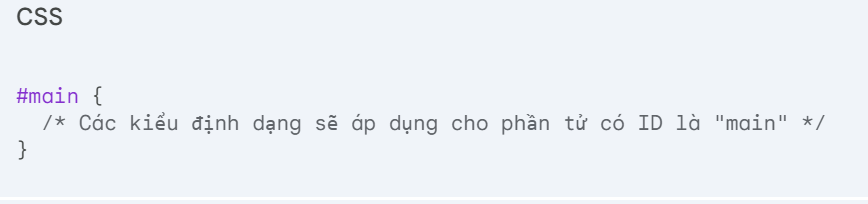 CSS
#main {
/* Các kiểu định dạng sẽ áp dụng cho phần tử có ID là "main" */
}